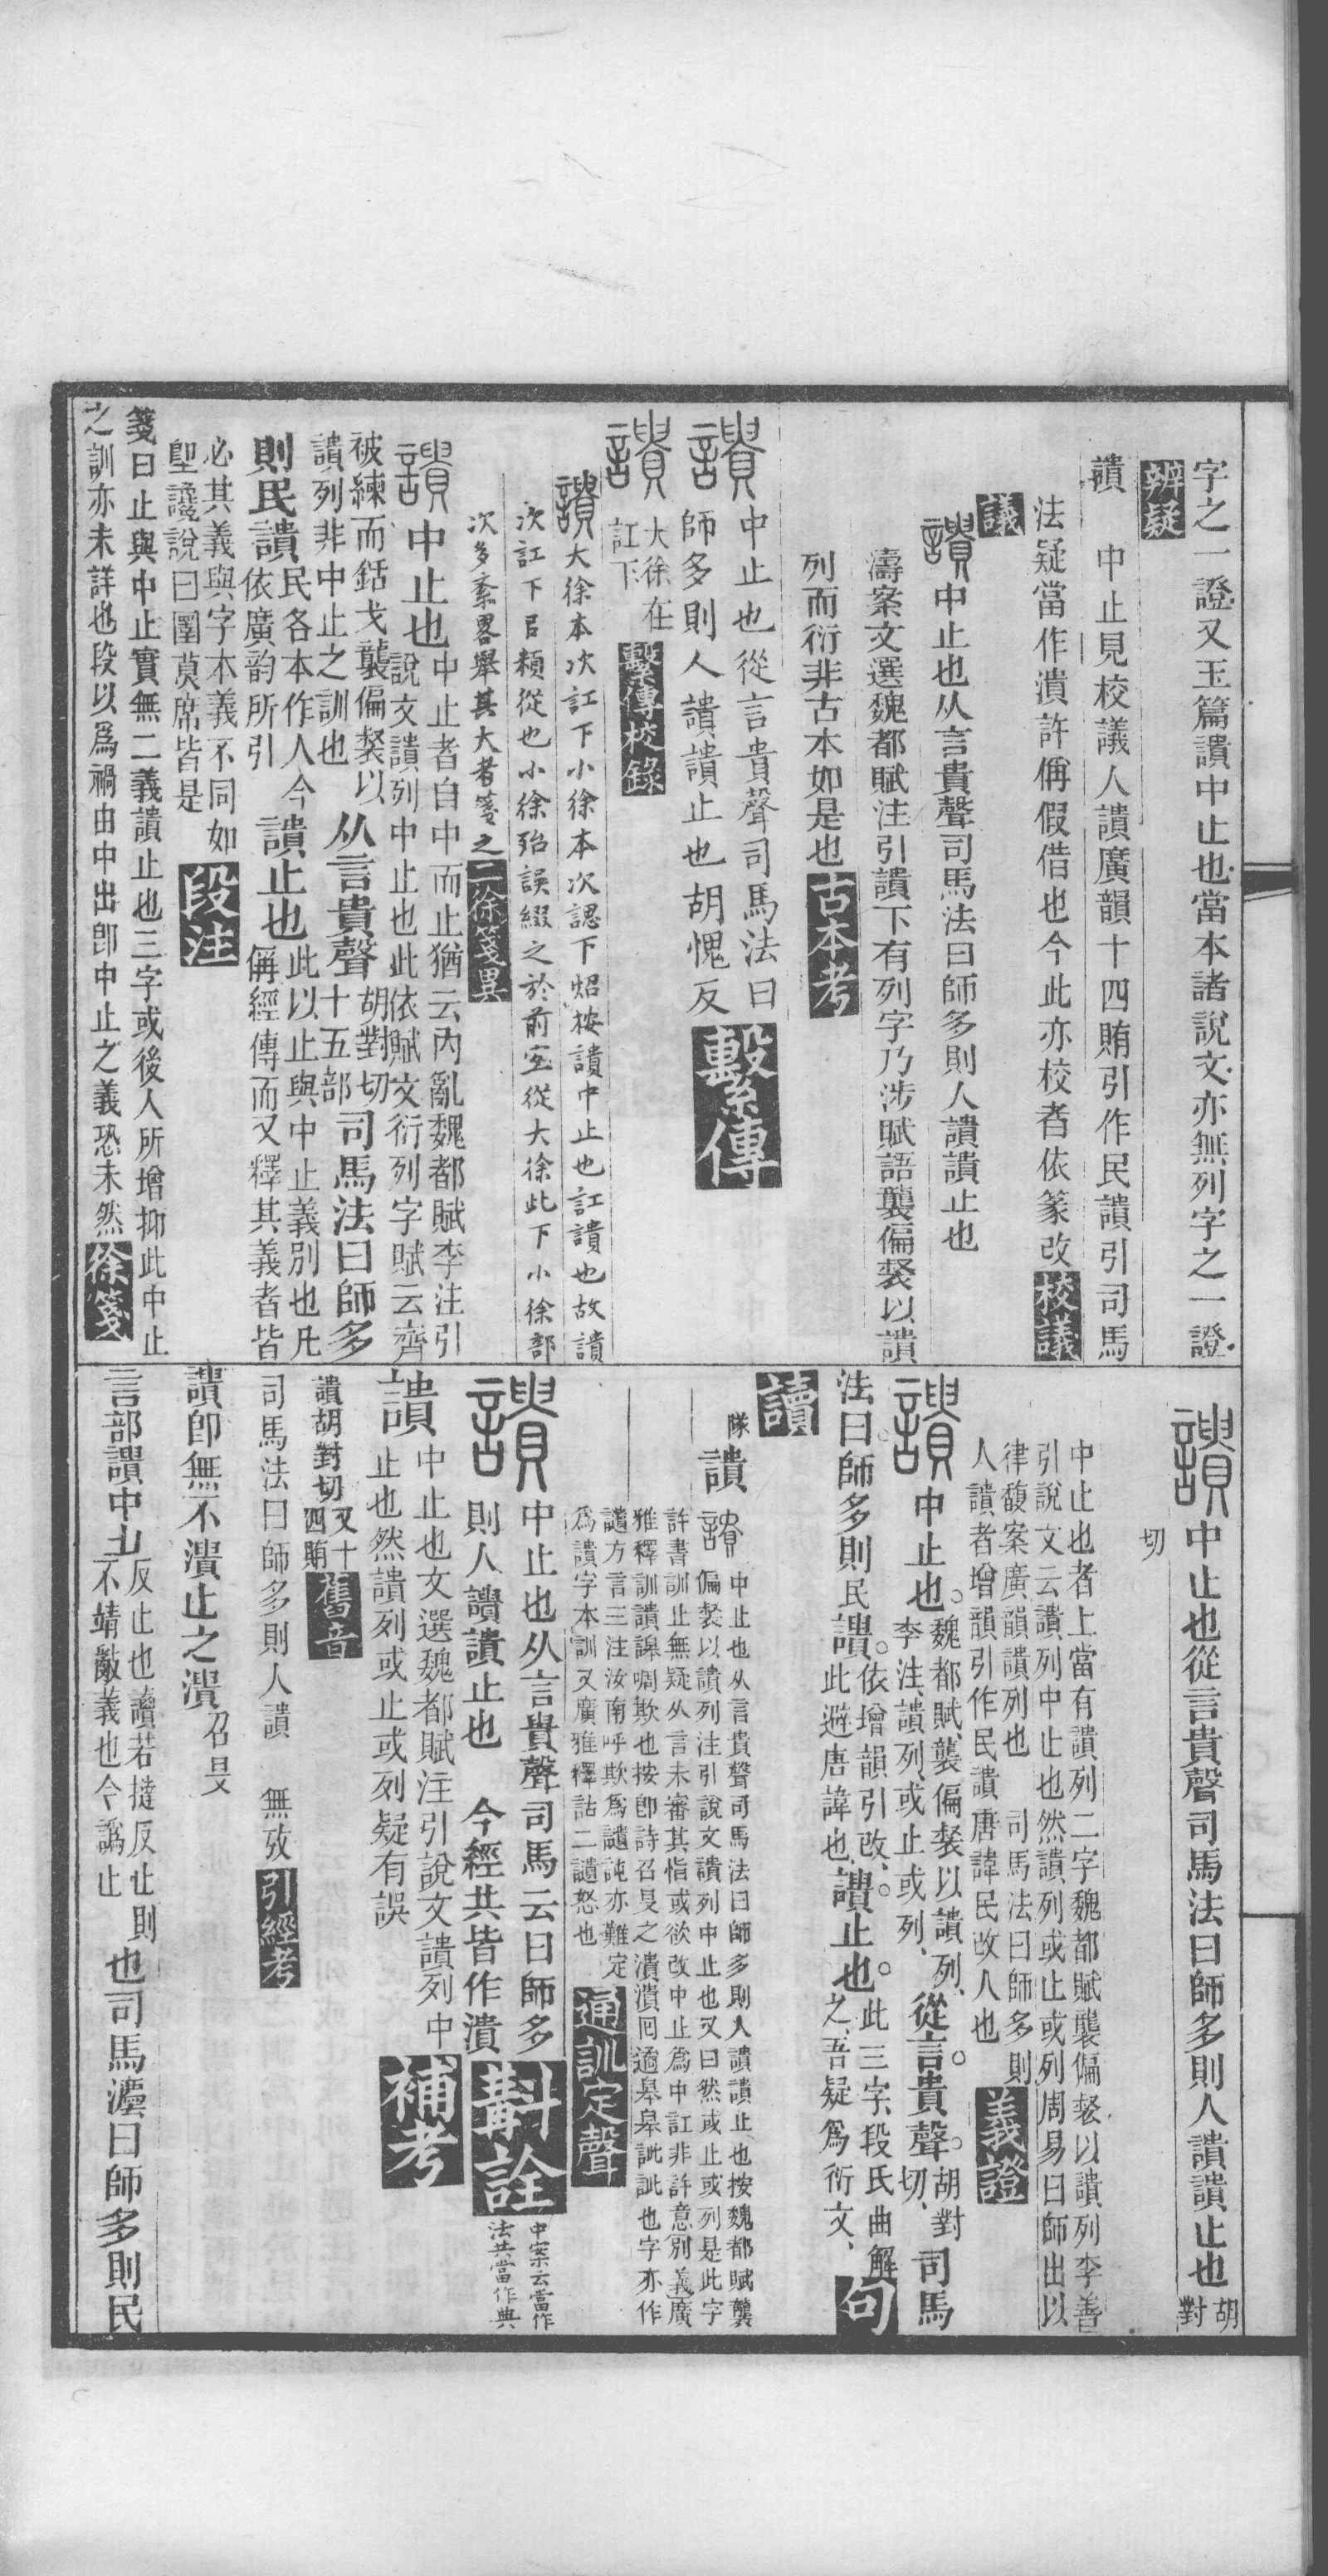 字之一證又玉篇讃中止也當本諸說文亦無列字之一證
辨疑
讃　中止見校議人讃廣韻十四賄引作民讃引司馬
法疑當作潰許偁假借也今此亦校者依篆改校議
議
讃中止也从言貴聲司馬法曰師多則人讃讃止也
濤案文選魏都賦注引讃下有列字乃涉賦語襲偏裻以讃
列而衍非古本如是也古本考
讃中止也從言貴聲司馬法曰
師多則人讃讃止也胡愧反繫傳
讃大徐在
訌下繫傳校錄
讃大徐本次訌下小徐本次認下炤桉讃中止也訌讃也故讃
次訌下吕類從也小徐殆誤綴之於前宐從大徐此下小徐部
次多紊畧舉其大者箋之二徐箋異
讃中止也中止者自中而止猶云內亂魏都賦李注引
說文讃列中止也此依賦文衍列字賦云齊
被練而銛戈襲偏裻以
讃列非中止之訓也从言貴聲胡對切
十五部司馬法曰師多
則民讃民各本作人今
依廣韵所引讃止也此以止與中止義別也凡
偁經傳而又釋其義者皆
必其義與字本義不同如
堲讒說曰圛莫席皆是段注
箋曰止與中止實無二義讃止也三字或後人所增抑此中止
之訓亦未詳也段以爲禍由中出卽中止之義恐未然徐箋
讃中止也從言貴聲司馬法曰師多則人讃讃止也胡對
切
中止也者上當有讃列二字魏都賦襲偏裻以讃列李善
引說文云讃列中止也然讃列或止或列周易曰師出以
律馥案廣韻讃列也　司馬法曰師多則
人讃者增韻引作民讃唐諱民改人也義證
讃中止也。魏都賦、襲偏裻以讃列、
李注、讃列、或止或列、從言。貴聲。胡對
切、司馬
法曰師多則民讃。依增韻引改、
此避唐諱也、讃止也。此三字、段氏曲解
之、吾疑爲衍文、句
讀
隊讃讃中止也从言貴聲司馬法曰師多則人讃讃止也按魏都賦襲
偏裻以讃列注引說文讃列中止也又曰然或止或列是此字
許書訓止無疑从言未審其恉或欲改中止爲中訌非許意別義廣
雅釋訓讃譁啁欺也按卽詩召旻之潰潰囘遹皋皋訿訿也字亦作
讉方言三注汝南呼欺爲讉訰亦難定
爲讃字本訓又廣雅釋詁二讉怒也通訓定聲
讃中止也从言貴聲司馬云曰師多
則人讃讃止也　今經共皆作潰斠詮中案云當作
法共當作典
讃中止也文選魏都賦注引說文讃列中
止也然讃列或止或列疑有誤補考
讃胡對切又十
四賄舊音
司馬法曰師多則人讃　無攷引經考
讃卽無不潰止之潰召旻
言部讃中止反止也讀若撻反止則
不靖敵義也今譌止也司馬灋曰師多則民